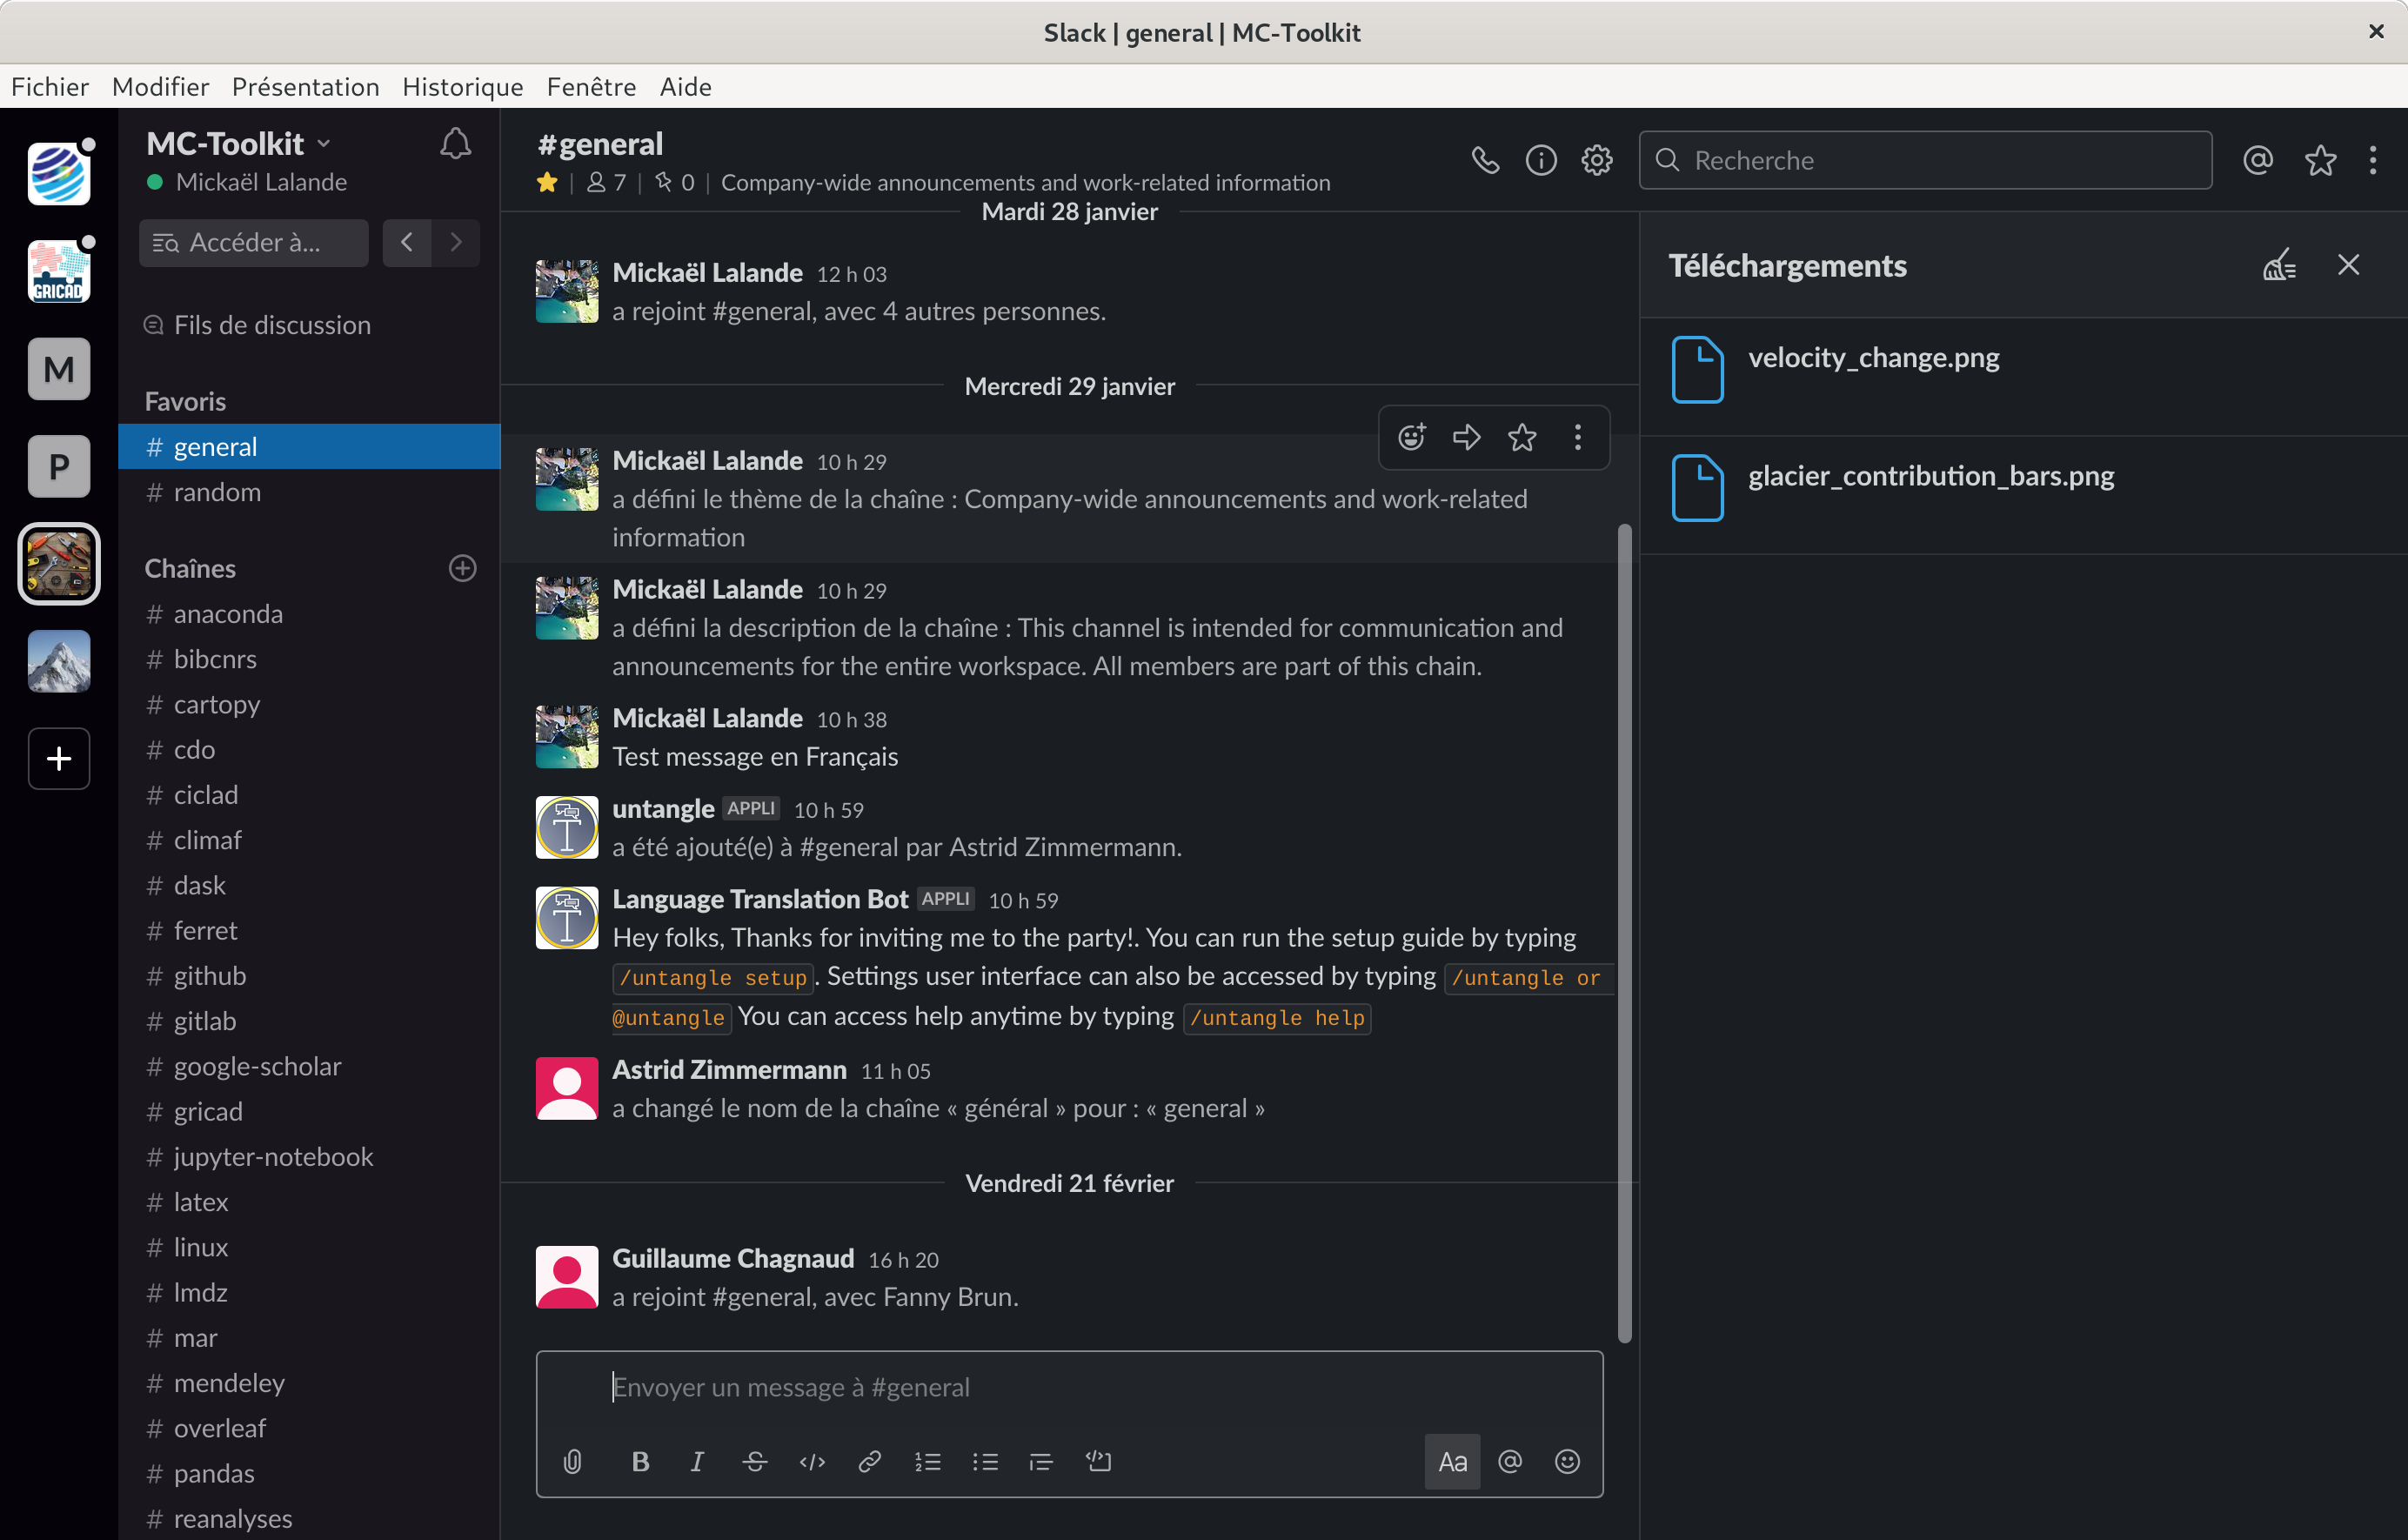 Slack | general | MC-Toolkit
Fichier Modifier Présentation Historique Fenêtre Aide
GRICAD
M
P
MC-Toolkit
Mickaël Lalande
Accéder à...
Fils de discussion
Favoris
# general
# random
Chaînes
# anaconda
# bibcnrs
# cartopy
# cdo
# ciclad
# climaf
# dask
# ferret
# github
# gitlab
# google-scholar
# gricad
# jupyter-notebook
# latex
# linux
# lmdz
# mar
# mendeley
# overleaf
# pandas
# reanalyses
#general
7 | 0 | Company-wide announcements and work-related information
Recherche
Mardi 28 janvier
Mickaël Lalande 12 h 03
a rejoint #general, avec 4 autres personnes.
Mercredi 29 janvier
Mickaël Lalande 10 h 29
a défini le thème de la chaîne : Company-wide announcements and work-related
information
Mickaël Lalande 10 h 29
a défini la description de la chaîne : This channel is intended for communication and
announcements for the entire workspace. All members are part of this chain.
Mickaël Lalande 10 h 38
Test message en Français
untangle APPLI 10 h 59
a été ajouté(e) à #general par Astrid Zimmermann.
Language Translation Bot APPLI 10 h 59
Hey folks, Thanks for inviting me to the party!. You can run the setup guide by typing
/untangle setup. Settings user interface can also be accessed by typing /untangle or
@untangle You can access help anytime by typing /untangle help
Astrid Zimmermann 11 h 05
a changé le nom de la chaîne « général » pour : « general »
Vendredi 21 février
Guillaume Chagnaud 16 h 20
a rejoint #general, avec Fanny Brun.
Envoyer un message à #general
B I S </> Aa @
Téléchargements
velocity_change.png
glacier_contribution_bars.png